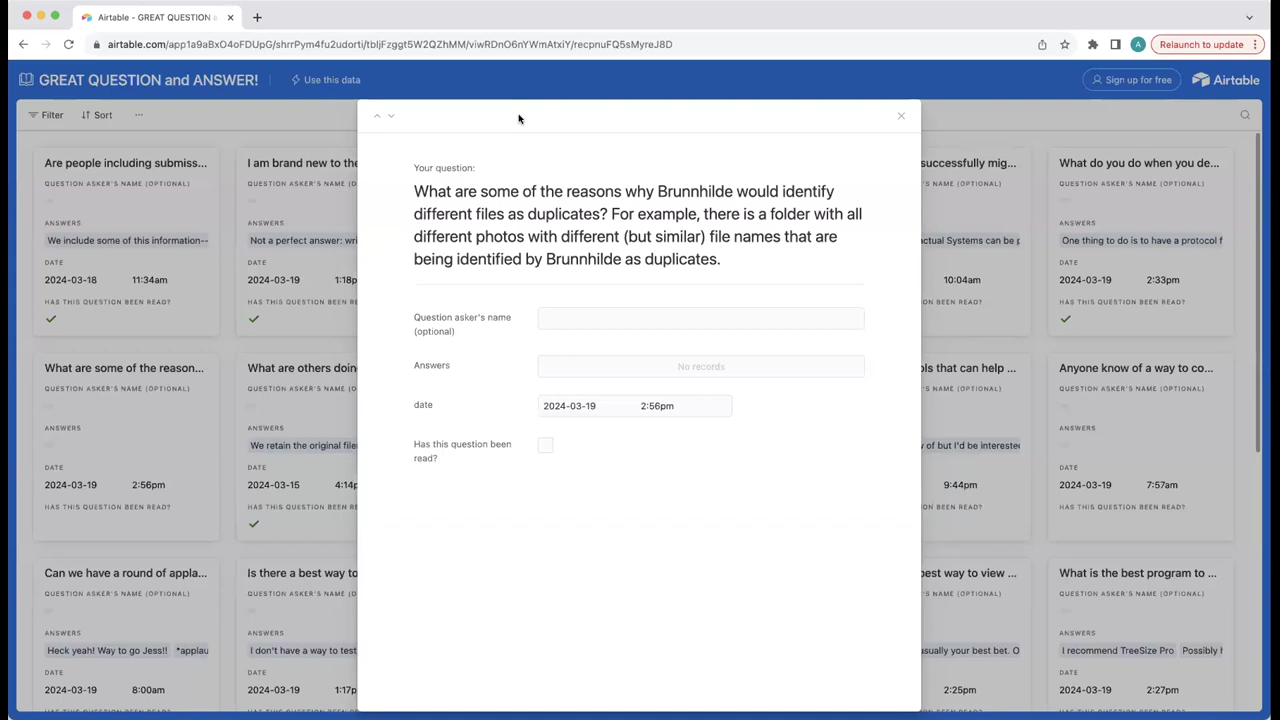 Airtable - GREAT QUESTION a
airtable.com/app1a9aBxO4oFDUpG/shrrPym4fu2udorti/tbljFzggt5W2QZhMM/viwRDnO6nYWmAtxiY/recpnuFQ5sMyreJ8D
A
Relaunch to update
GREAT QUESTION and ANSWER!
Use this data
Sign up for free
Airtable
Filter
Sort
Your question:
What are some of the reasons why Brunnhilde would identify
different files as duplicates? For example, there is a folder with all
different photos with different (but similar) file names that are
being identified by Brunnhilde as duplicates.
Question asker's name
(optional)
Answers
No records
date
2024-03-19 2:56pm
Has this question been
read?
Are people including submiss...
QUESTION ASKER'S NAME (OPTIONAL)
ANSWERS
We include some of this information--
DATE
2024-03-18 11:34am
HAS THIS QUESTION BEEN READ?
I am brand new to the
QUESTION ASKER'S NAME
ANSWERS
Not a perfect answer: wri
DATE
2024-03-19 1:18p
HAS THIS QUESTION BEEN
successfully mig...
NAME (OPTIONAL)
actual Systems can be p
10:04am
BEEN READ?
What do you do when you de...
QUESTION ASKER'S NAME (OPTIONAL)
ANSWERS
One thing to do is to have a protocol f
DATE
2024-03-19 2:33pm
HAS THIS QUESTION BEEN READ?
What are some of the reason...
QUESTION ASKER'S NAME (OPTIONAL)
ANSWERS
DATE
2024-03-19 2:56pm
HAS THIS QUESTION BEEN READ?
What are others doin
QUESTION ASKER'S NAME
ANSWERS
We retain the original file
DATE
2024-03-15 4:14p
HAS THIS QUESTION BEEN
ols that can help ...
NAME (OPTIONAL)
of but I'd be intereste
9:44pm
BEEN READ?
Anyone know of a way to co...
QUESTION ASKER'S NAME (OPTIONAL)
ANSWERS
DATE
2024-03-19 7:57am
HAS THIS QUESTION BEEN READ?
Can we have a round of appla...
QUESTION ASKER'S NAME (OPTIONAL)
ANSWERS
Heck yeah! Way to go Jess!! *applau
DATE
2024-03-19 8:00am
Is there a best way to
QUESTION ASKER'S NAME
ANSWERS
I don't have a way to test
DATE
2024-03-19 1:17p
best way to view ...
NAME (OPTIONAL)
usually your best bet. O
2:25pm
What is the best program to ...
QUESTION ASKER'S NAME (OPTIONAL)
ANSWERS
I recommend TreeSize Pro Possibly
DATE
2024-03-19 2:27pm